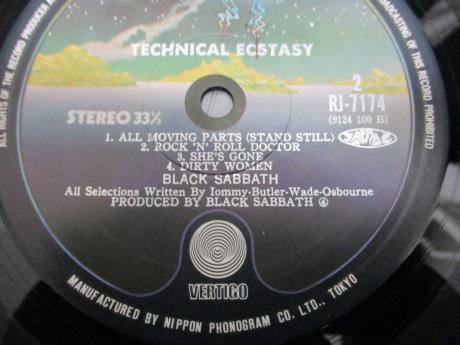 ALL RIGHTS OF THE RECORD PRODUCER
BROADCASTING OF THIS RECORD PROHIBITED
TECHNICAL ECSTASY
2
RJ-7174
(9124 100 B)
STEREO 33⅓
1. ALL MOVING PARTS (STAND STILL)
2. ROCK 'N' ROLL DOCTOR
3. SHE'S GONE
4. DIRTY WOMEN
BLACK SABBATH
All Selections Written By Iommy-Butler-Wade-Osbourne
PRODUCED BY BLACK SABBATH
VERTIGO
MANUFACTURED BY NIPPON PHONOGRAM CO. LTD., TOKYO